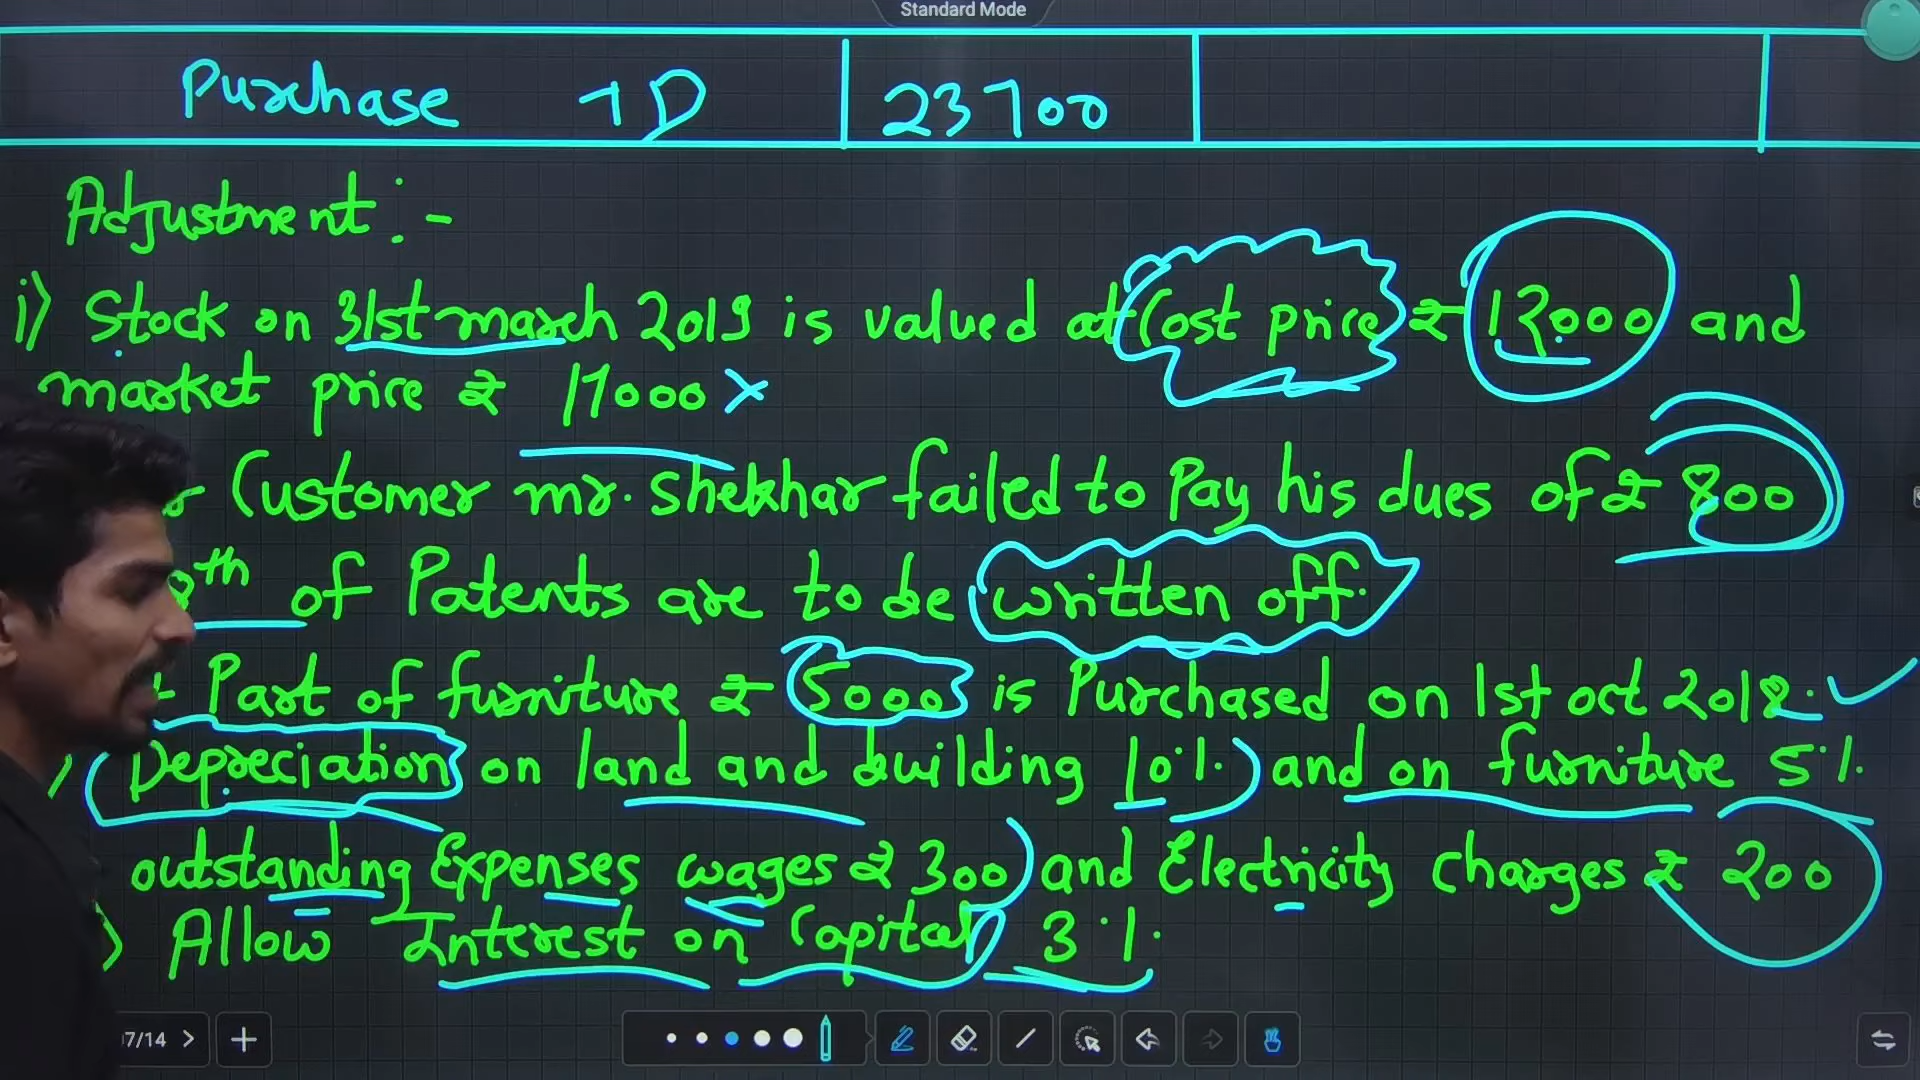 Standard Mode
Purchase 23700
Adjustment :-
i) Stock on 31st march 2019 is valued at Cost price ₹ 12000 and
market price ₹ 17000 ×
Customer mr. Shekhar failed to Pay his dues of ₹ 800
th of Patents are to be written off.
Part of furniture ₹ 5000 is Purchased on 1st oct 2018.
Depreciation on land and building 10%. and on furniture 5%.
outstanding Expenses wages ₹ 300 and Electricity charges ₹ 200
Allow Interest on Capital 3%.
7/14